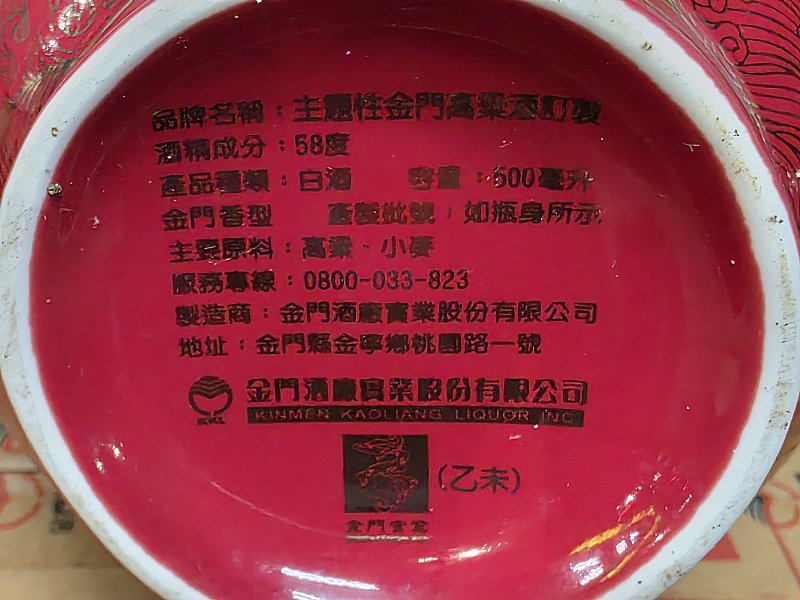 品牌名稱：主題性金門高粱酒訂製
酒精成分：58度
產品種類：白酒 容量：500毫升
金門香型 產製批號：如瓶身所示
主要原料：高粱、小麥
服務專線：0800-033-823
製造商：金門酒廠實業股份有限公司
地址：金門縣金寧鄉桃園路一號
金門酒廠實業股份有限公司
KINMEN KAOLIANG LIQUOR INC.
(乙未)